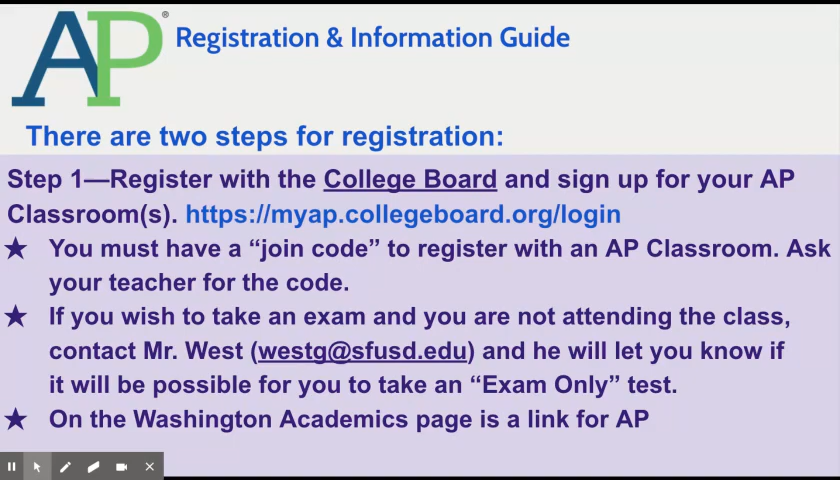 AP®
Registration & Information Guide
There are two steps for registration:
Step 1—Register with the College Board and sign up for your AP
Classroom(s). https://myap.collegeboard.org/login
★ You must have a “join code” to register with an AP Classroom. Ask
your teacher for the code.
★ If you wish to take an exam and you are not attending the class,
contact Mr. West (westg@sfusd.edu) and he will let you know if
it will be possible for you to take an “Exam Only” test.
★ On the Washington Academics page is a link for AP